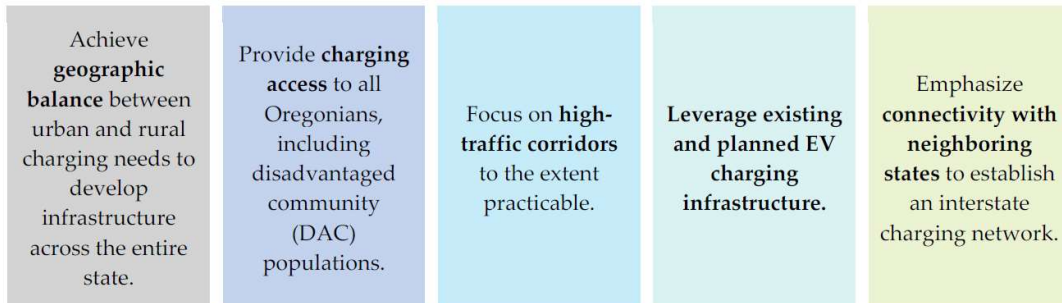 Achieve
geographic
balance between
urban and rural
charging needs to
develop
infrastructure
across the entire
state.
Provide charging
access to all
Oregonians,
including
disadvantaged
community
(DAC)
populations.
Focus on high-
traffic corridors
to the extent
practicable.
Leverage existing
and planned EV
charging
infrastructure.
Emphasize
connectivity with
neighboring
states to establish
an interstate
charging network.